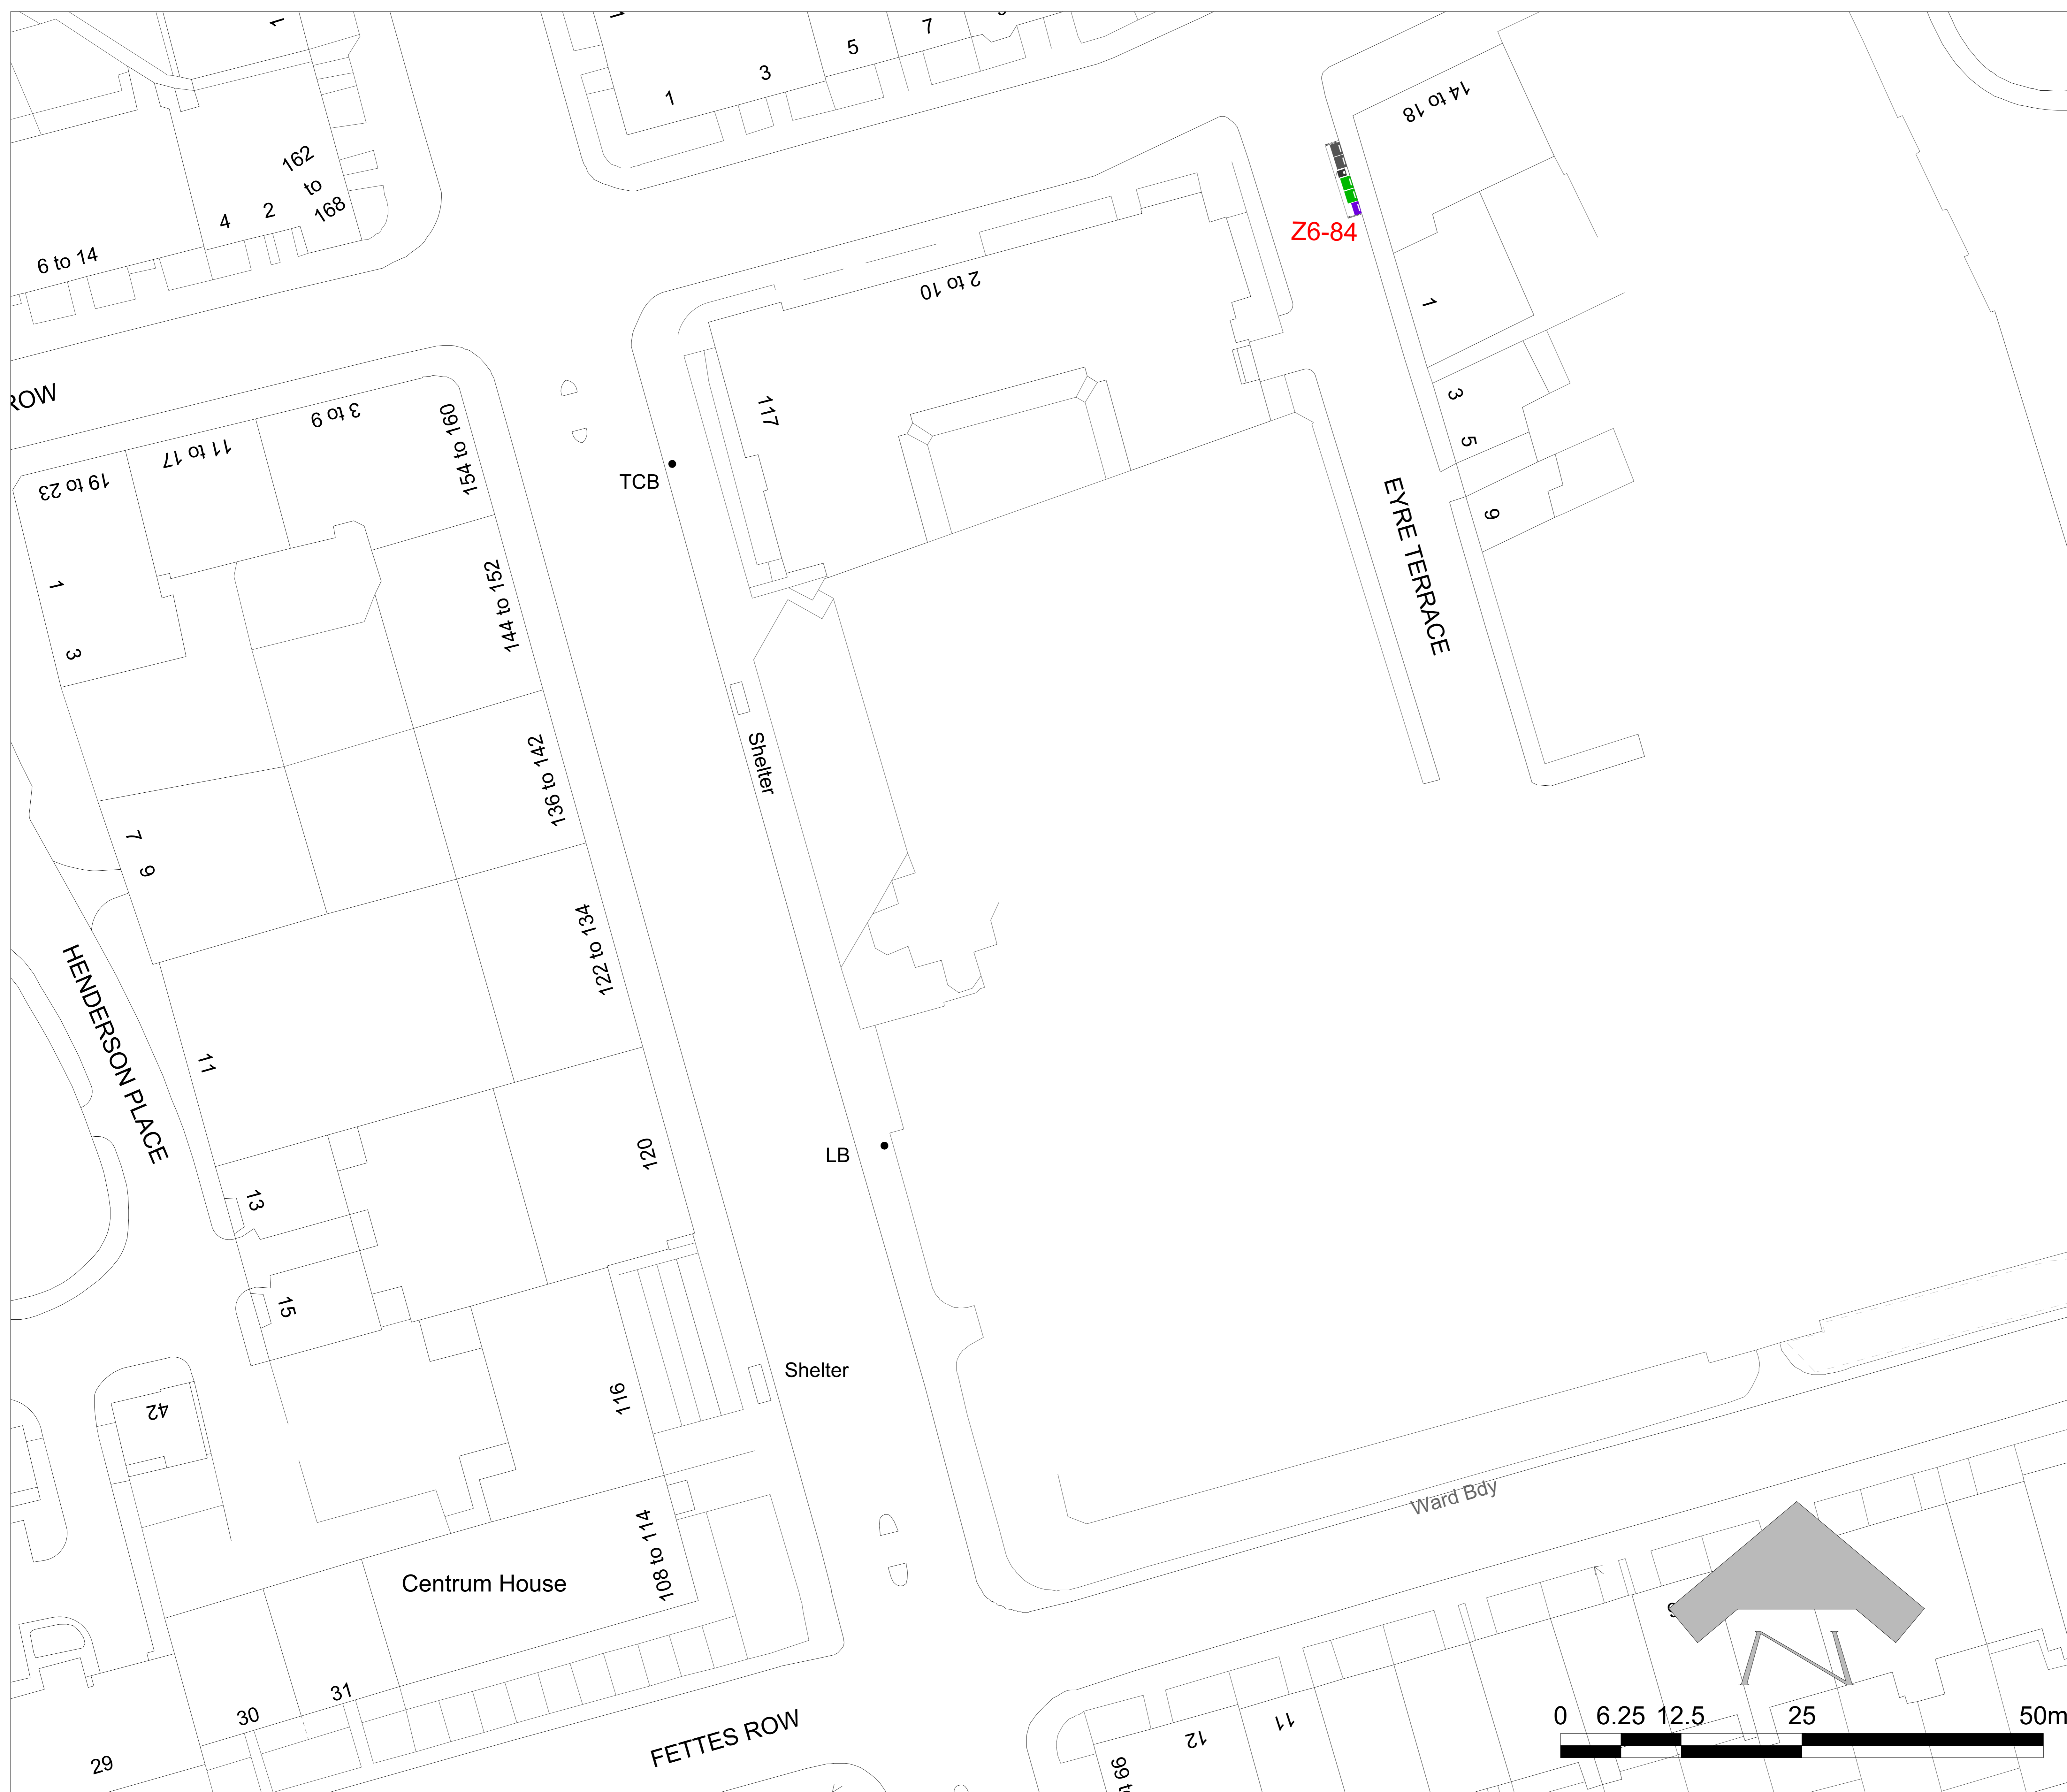 1
1
3
5
7
14 to 18
162
to
168
4
2
6 to 14
Z6-84
2 to 10
1
ROW
3 to 9
11 to 17
19 to 23
154 to 160
117
3
5
TCB
9
EYRE TERRACE
1
3
144 to 152
Shelter
136 to 142
7
9
122 to 134
HENDERSON PLACE
11
LB
120
13
15
Shelter
116
42
Ward Bdy
108 to 114
Centrum House
30
31
29
FETTES ROW
12
11
0 6.25 12.5 25 50m
N